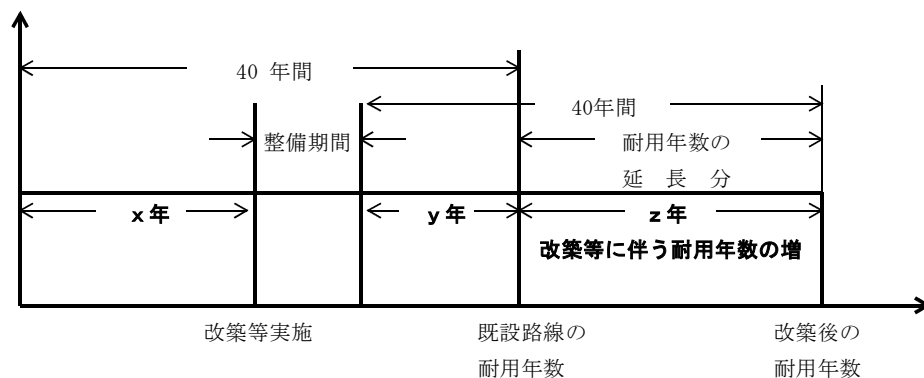 40 年間
40年間
整備期間
耐用年数の
延 長 分
x 年
y 年
z 年
改築等に伴う耐用年数の増
改築等実施
既設路線の
耐用年数
改築後の
耐用年数